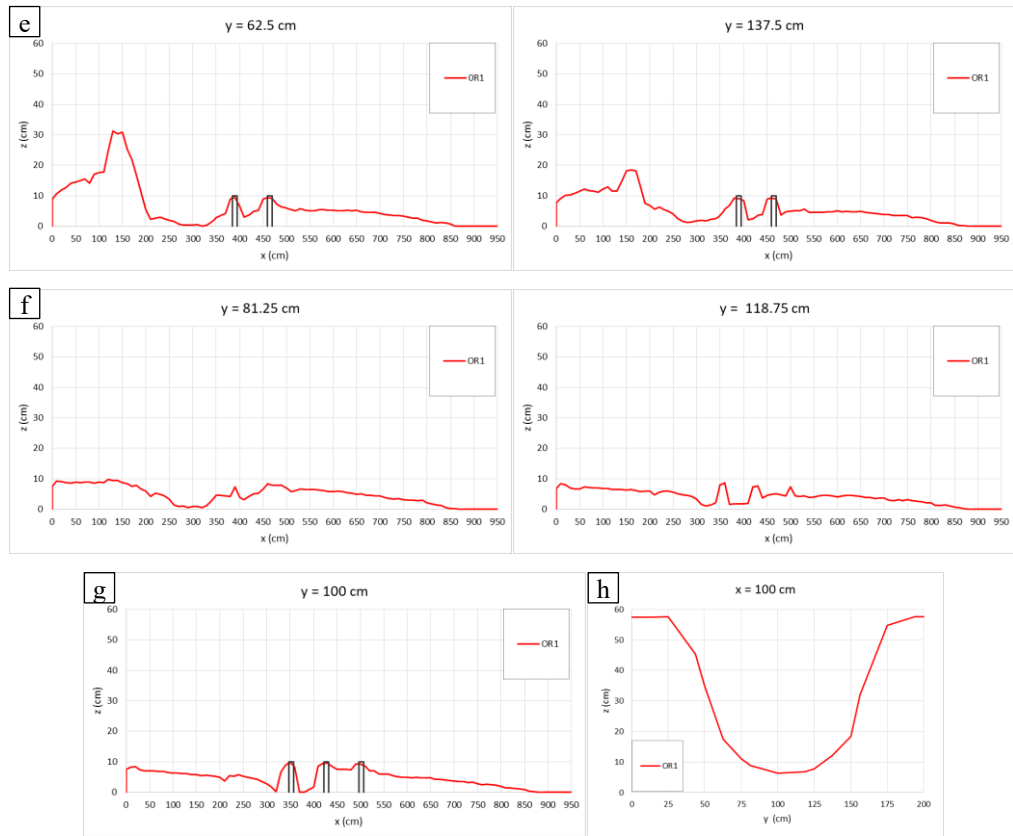 e
y = 62.5 cm
60
50
40
30
20
10
0
z (cm)
0 50 100 150 200 250 300 350 400 450 500 550 600 650 700 750 800 850 900 950
x (cm)
OR1
y = 137.5 cm
60
50
40
30
20
10
0
z (cm)
0 50 100 150 200 250 300 350 400 450 500 550 600 650 700 750 800 850 900 950
x (cm)
OR1
f
y = 81.25 cm
60
50
40
30
20
10
0
z (cm)
0 50 100 150 200 250 300 350 400 450 500 550 600 650 700 750 800 850 900 950
x (cm)
OR1
y = 118.75 cm
60
50
40
30
20
10
0
z (cm)
0 50 100 150 200 250 300 350 400 450 500 550 600 650 700 750 800 850 900 950
x (cm)
OR1
g
y = 100 cm
60
50
40
30
20
10
0
z (cm)
0 50 100 150 200 250 300 350 400 450 500 550 600 650 700 750 800 850 900 950
x (cm)
OR1
h
x = 100 cm
60
50
40
30
20
10
0
z (cm)
0 25 50 75 100 125 150 175 200
y (cm)
OR1